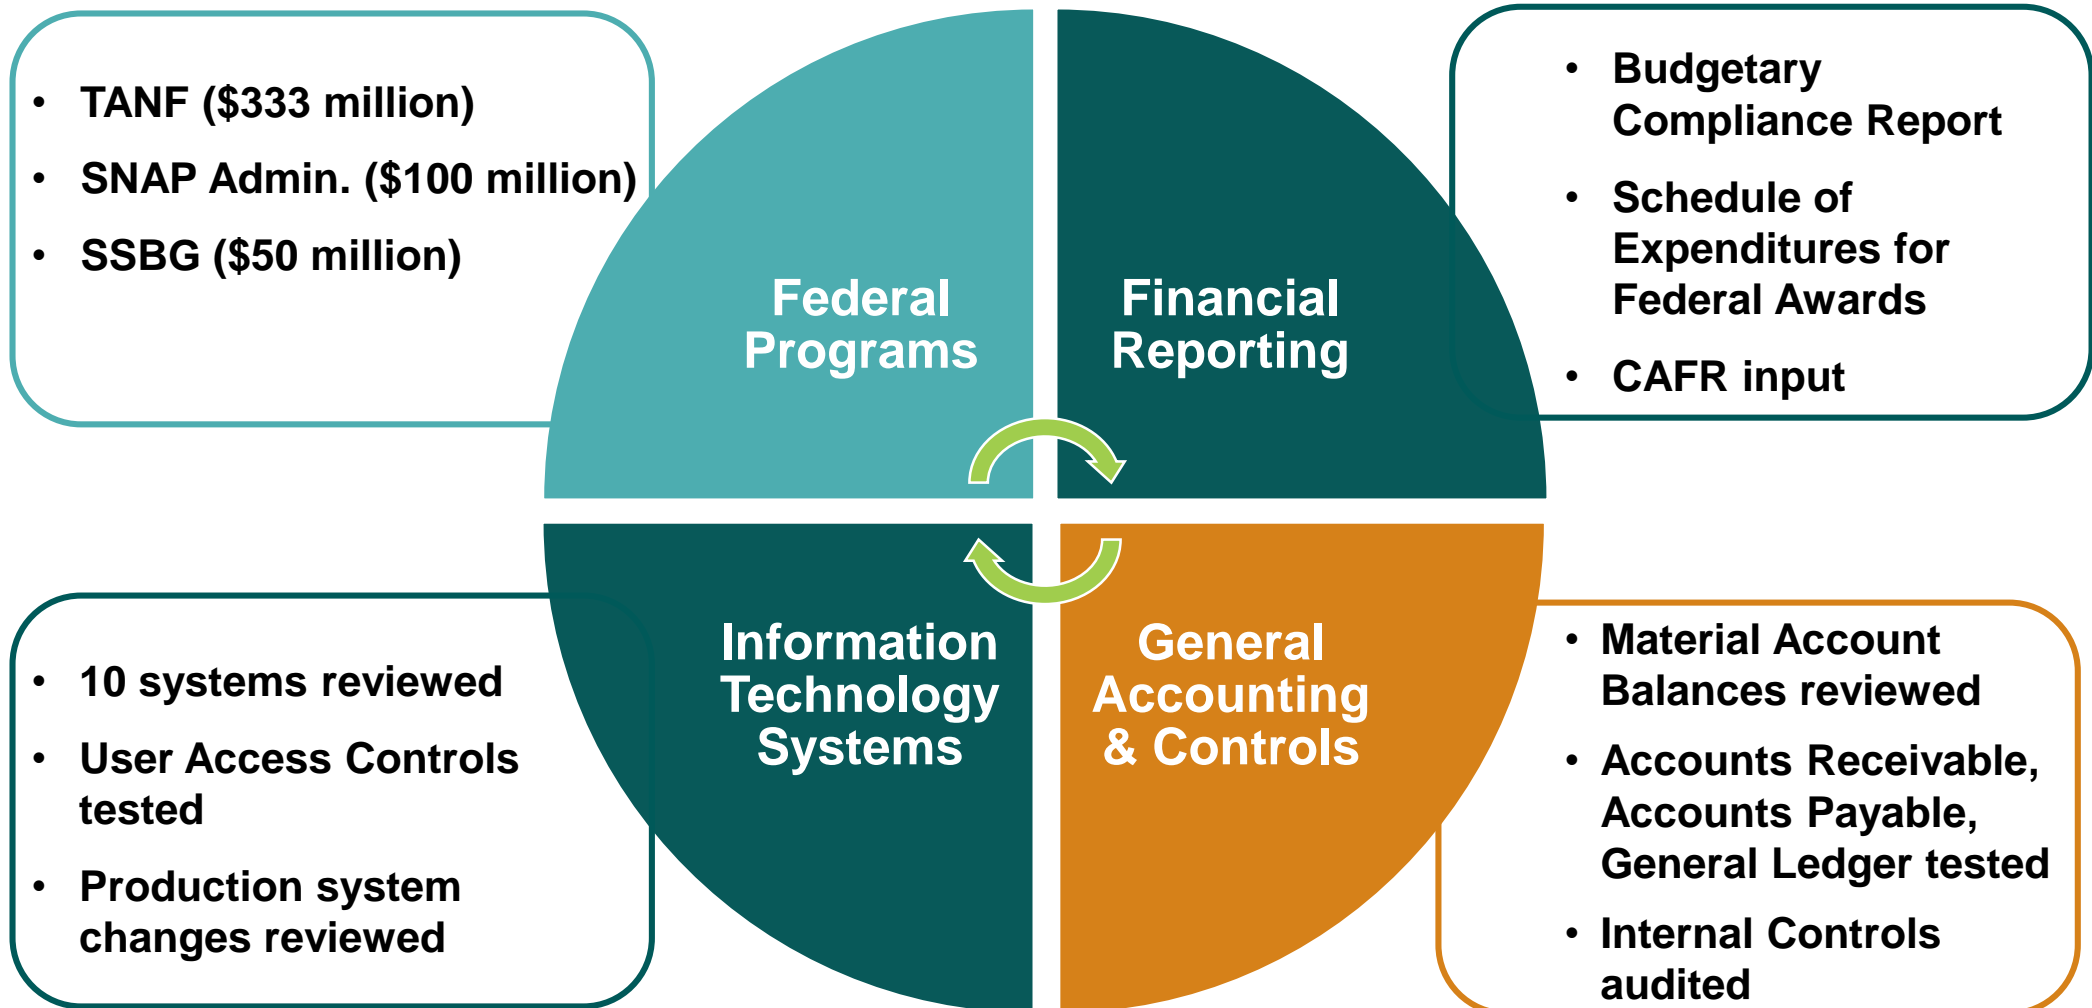 • TANF ($333 million)
• SNAP Admin. ($100 million)
• SSBG ($50 million)
Federal
Programs
Financial
Reporting
• Budgetary
Compliance Report
• Schedule of
Expenditures for
Federal Awards
• CAFR input
• 10 systems reviewed
• User Access Controls
tested
• Production system
changes reviewed
Information
Technology
Systems
General
Accounting
& Controls
• Material Account
Balances reviewed
• Accounts Receivable,
Accounts Payable,
General Ledger tested
• Internal Controls
audited